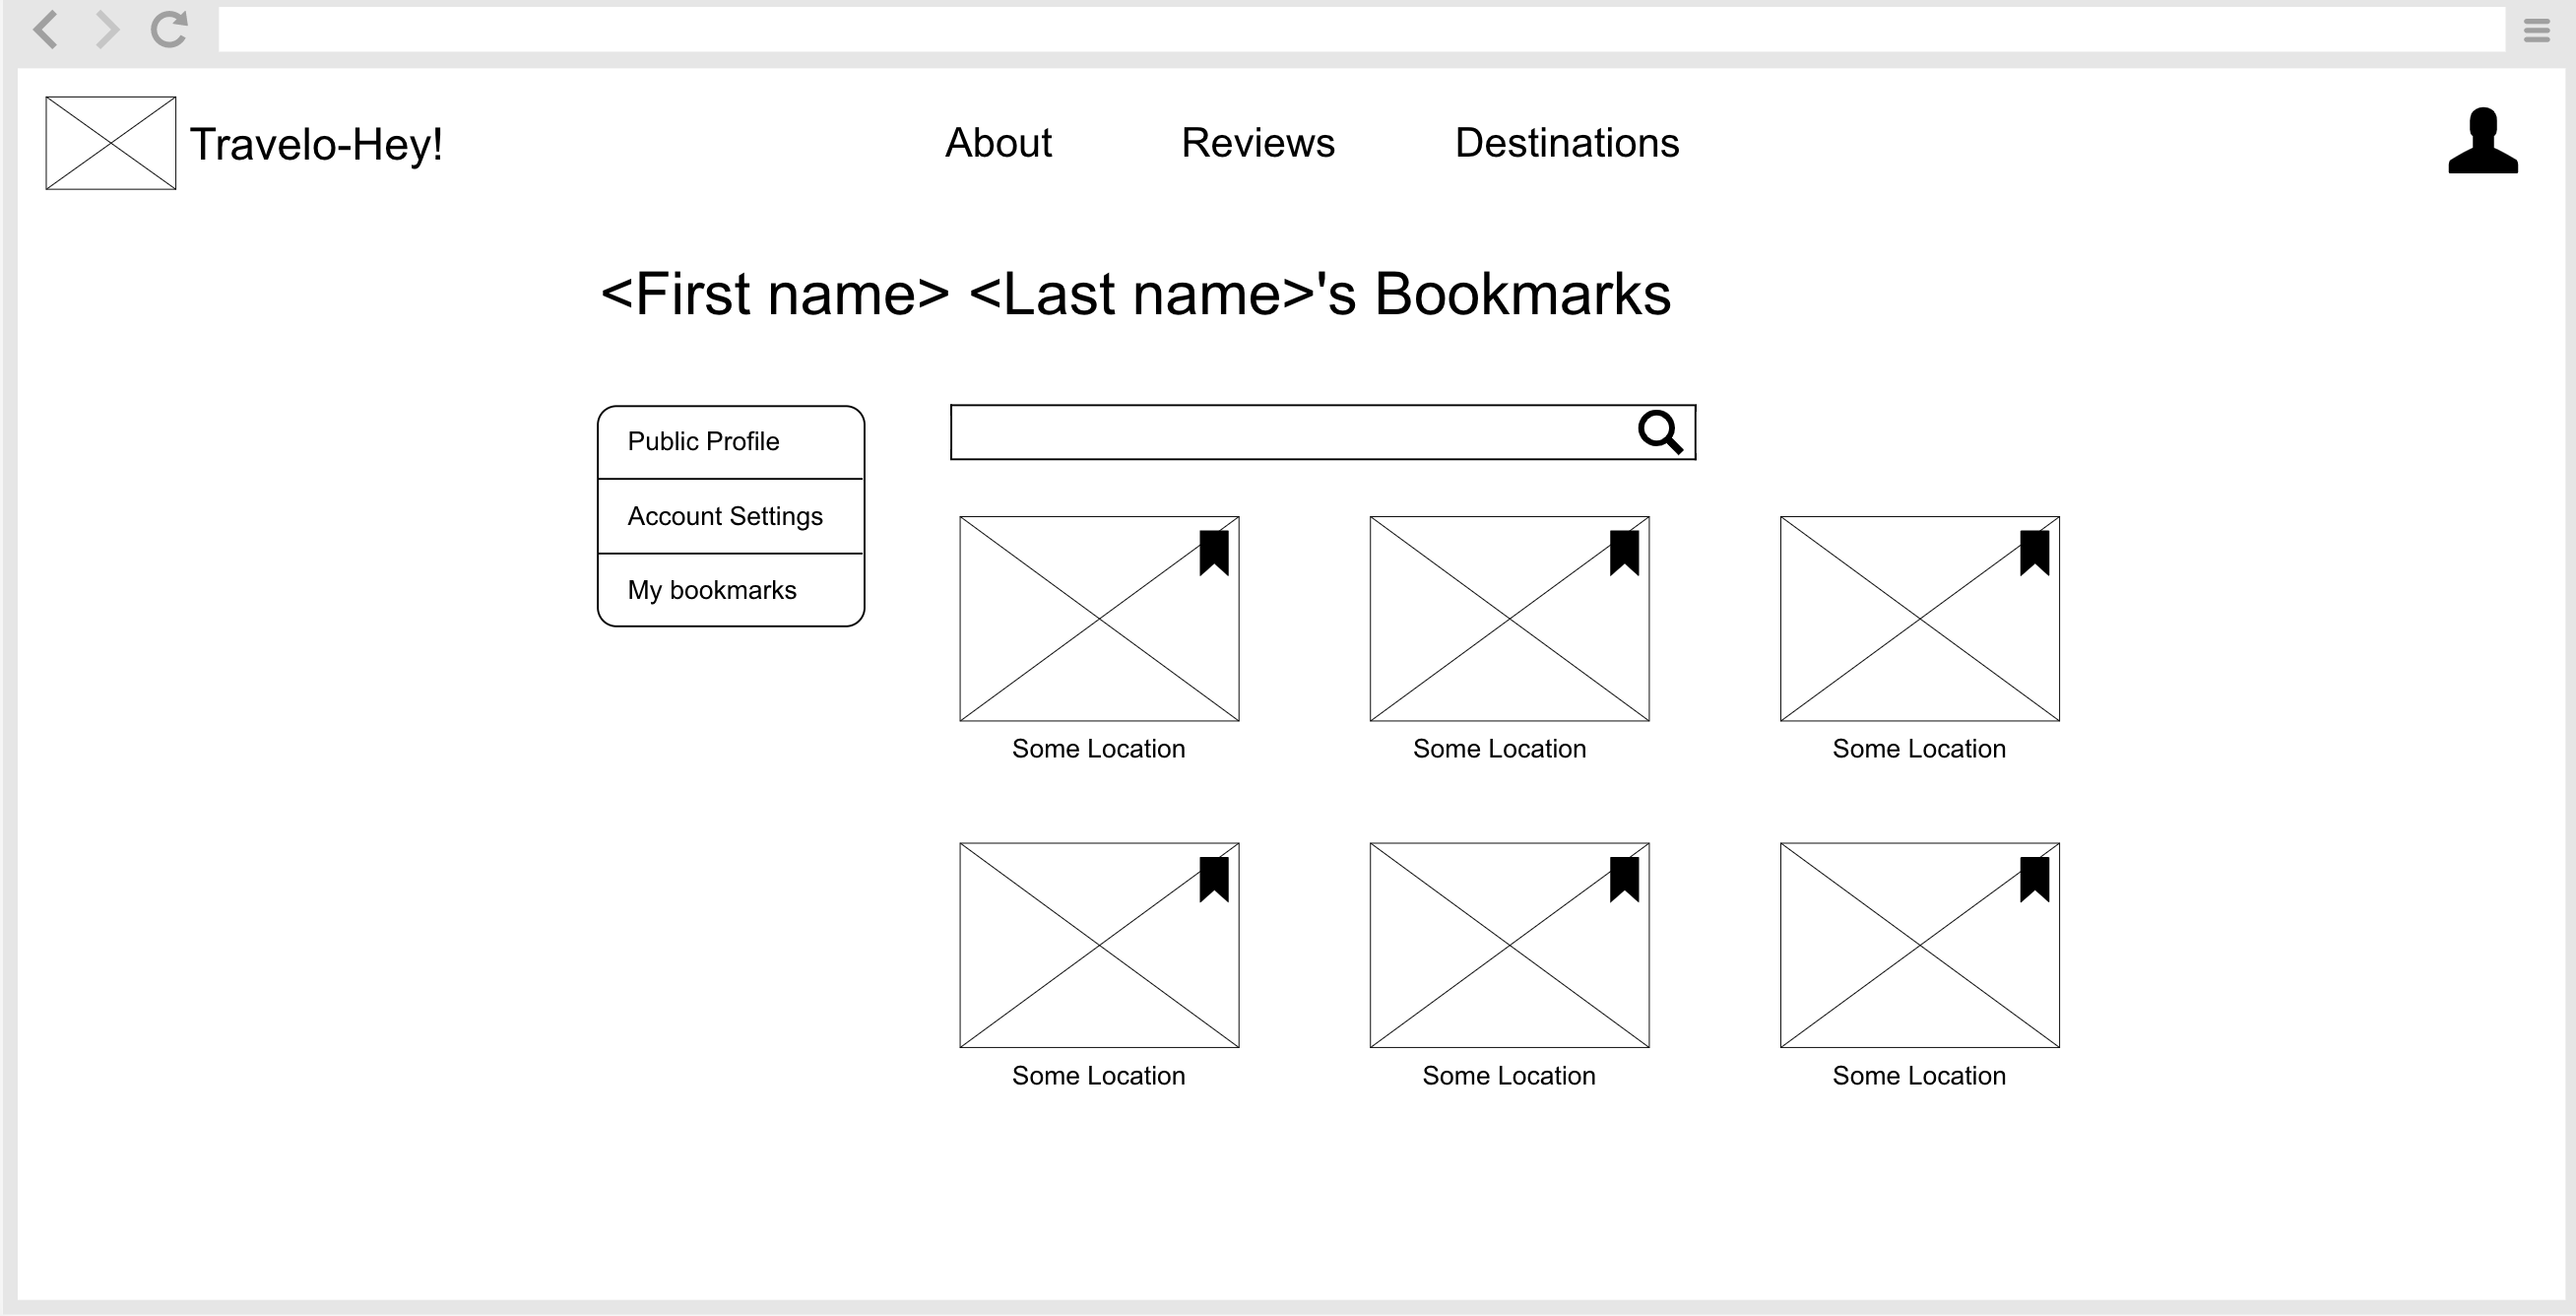 Travelo-Hey!
About
Reviews
Destinations
<First name> <Last name>'s Bookmarks
Public Profile
Account Settings
My bookmarks
Some Location
Some Location
Some Location
Some Location
Some Location
Some Location